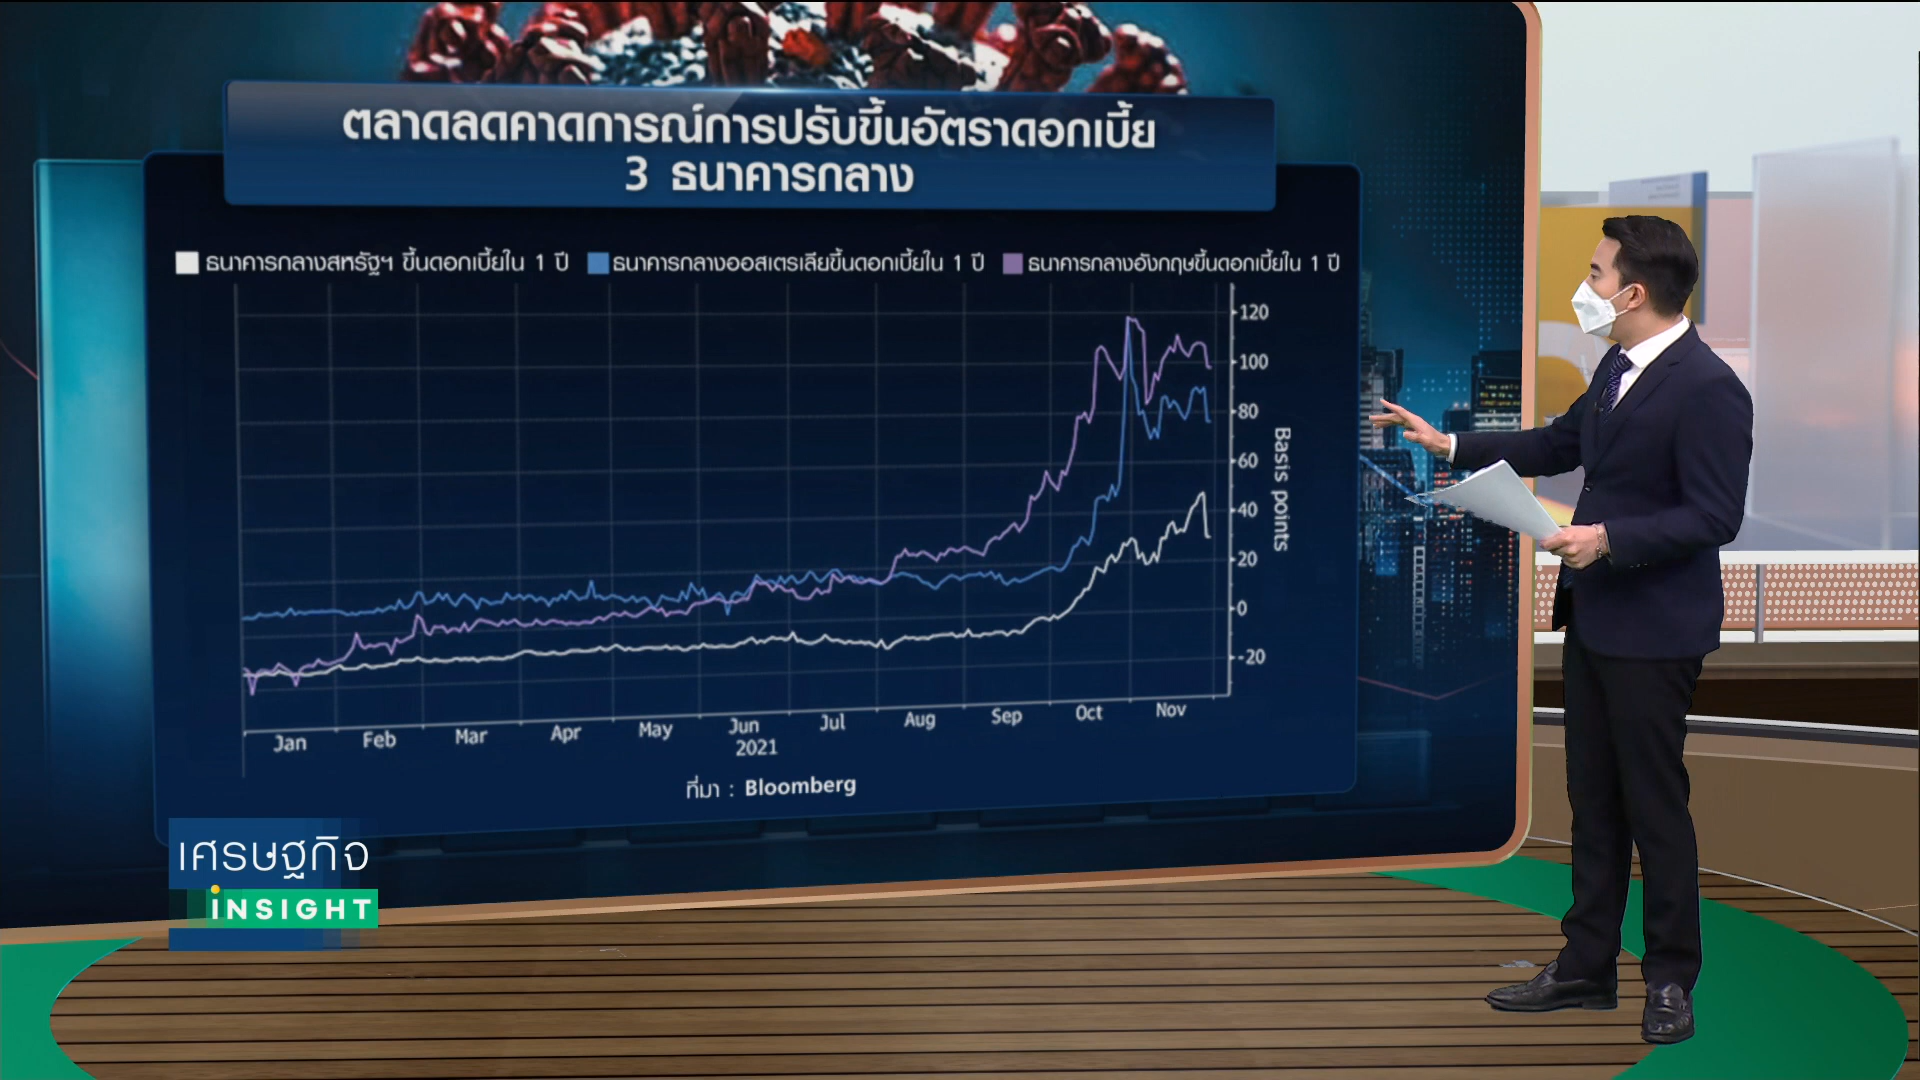 ตลาดลดคาดการณ์การปรับขึ้นอัตราดอกเบี้ย
3 ธนาคารกลาง
ธนาคารกลางสหรัฐฯ ขึ้นดอกเบี้ยใน 1 ปี
ธนาคารกลางออสเตรเลียขึ้นดอกเบี้ยใน 1 ปี
ธนาคารกลางอังกฤษขึ้นดอกเบี้ยใน 1 ปี
120
100
80
60
40
20
0
-20
Basis points
Jan Feb Mar Apr May Jun Jul Aug Sep Oct Nov
2021
ที่มา : Bloomberg
เศรษฐกิจ
iNSIGHT